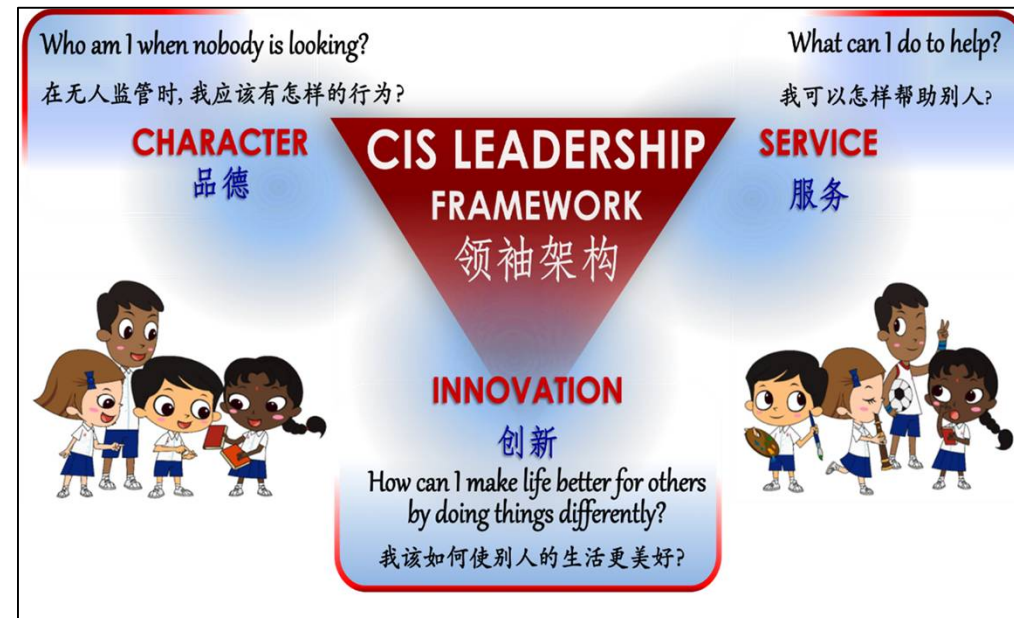 Who am I when nobody is looking?
在无人监管时, 我应该有怎样的行为?
CHARACTER
品德
What can I do to help?
我可以怎样帮助别人?
SERVICE
服务
CIS LEADERSHIP
FRAMEWORK
领袖架构
INNOVATION
创新
How can I make life better for others
by doing things differently?
我该如何使别人的生活更美好?